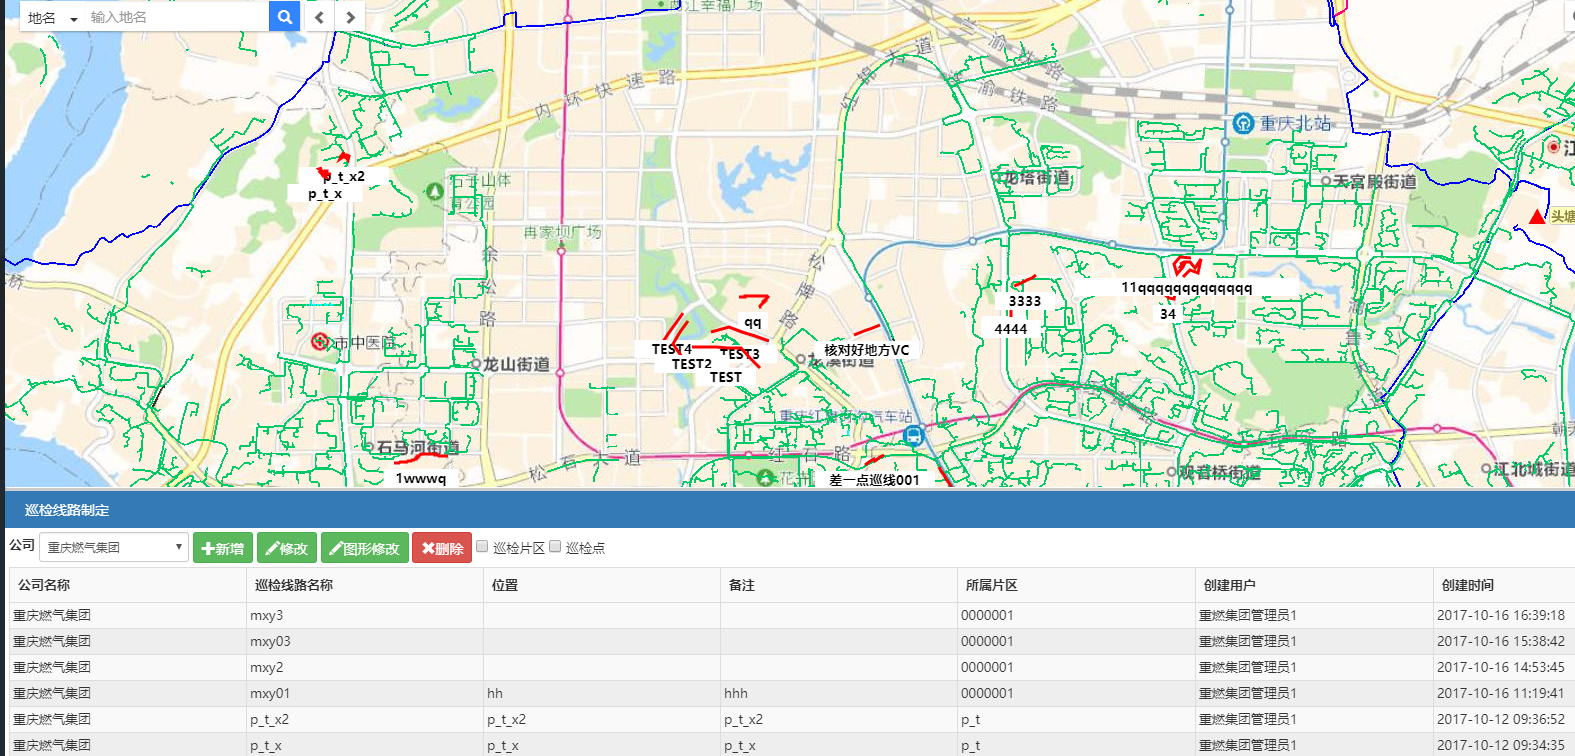 地名 输入地名
两江幸福广场
内环快速路
红锦大道
渝铁路
渝铁路
重庆北站
p_t_x2
p_t_x
石子山体
育公园
龙塔街道
天宫殿街道
头塘
冉家坝广场
余松路
松牌路
11qqqqqqqqqqqqq
3333
34
4444
qq
市中医院
龙山街道
TEST4
TEST3
TEST2
TEST
核对好地方VC
龙溪街道
石马河街道
1wwwq
松石大道
红石路
花卉
差一点巡线001
观音桥街道
江北城街道
巡检线路制定
公司 重庆燃气集团 新增 修改 图形修改 删除 巡检片区 巡检点
公司名称 巡检线路名称 位置 备注 所属片区 创建用户 创建时间
重庆燃气集团 mxy3 0000001 重燃集团管理员1 2017-10-16 16:39:18
重庆燃气集团 mxy03 0000001 重燃集团管理员1 2017-10-16 15:38:42
重庆燃气集团 mxy2 0000001 重燃集团管理员1 2017-10-16 14:53:45
重庆燃气集团 mxy01 hh hhh 0000001 重燃集团管理员1 2017-10-16 11:19:41
重庆燃气集团 p_t_x2 p_t_x2 p_t_x2 p_t 重燃集团管理员1 2017-10-12 09:36:52
重庆燃气集团 p_t_x p_t_x p_t_x p_t 重燃集团管理员1 2017-10-12 09:34:35